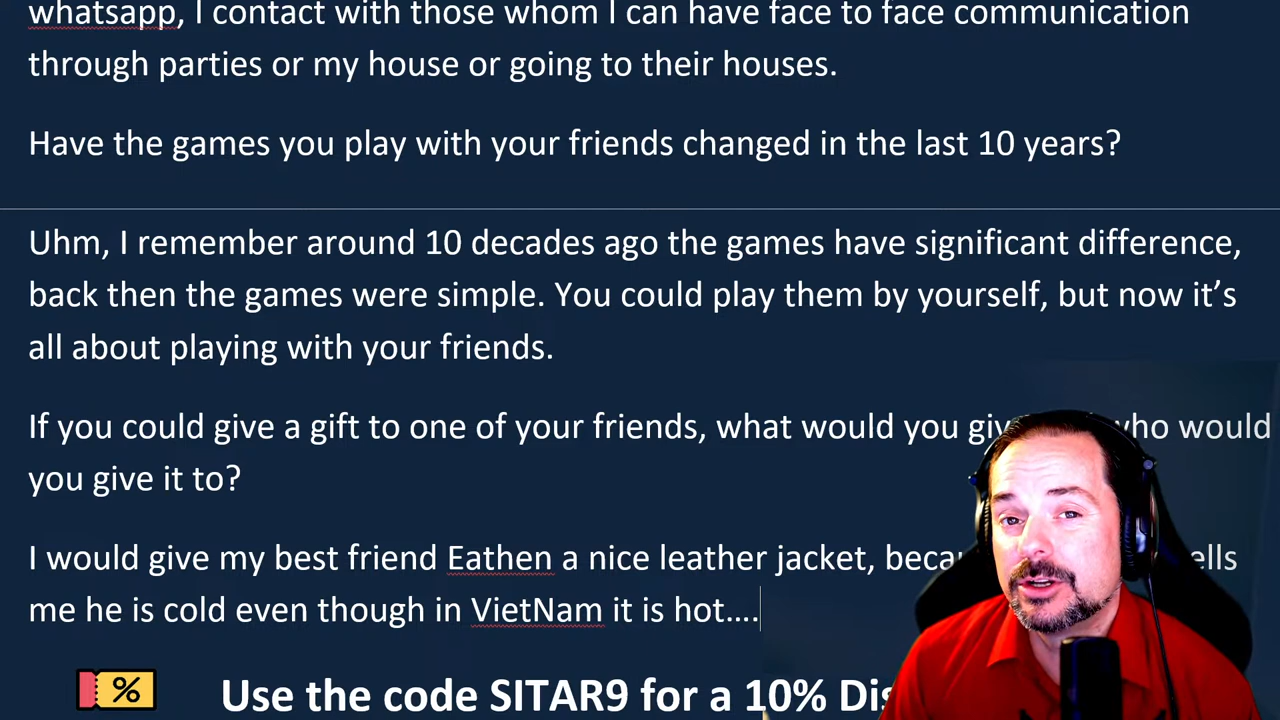 whatsapp, I contact with those whom I can have face to face communication
through parties or my house or going to their houses.
Have the games you play with your friends changed in the last 10 years?
Uhm, I remember around 10 decades ago the games have significant difference,
back then the games were simple. You could play them by yourself, but now it's
all about playing with your friends.
If you could give a gift to one of your friends, what would you who would
you give it to?
I would give my best friend Eathen a nice leather jacket,
me he is cold even though in VietNam it is hot....
% Use the code SITAR9 for a 10%